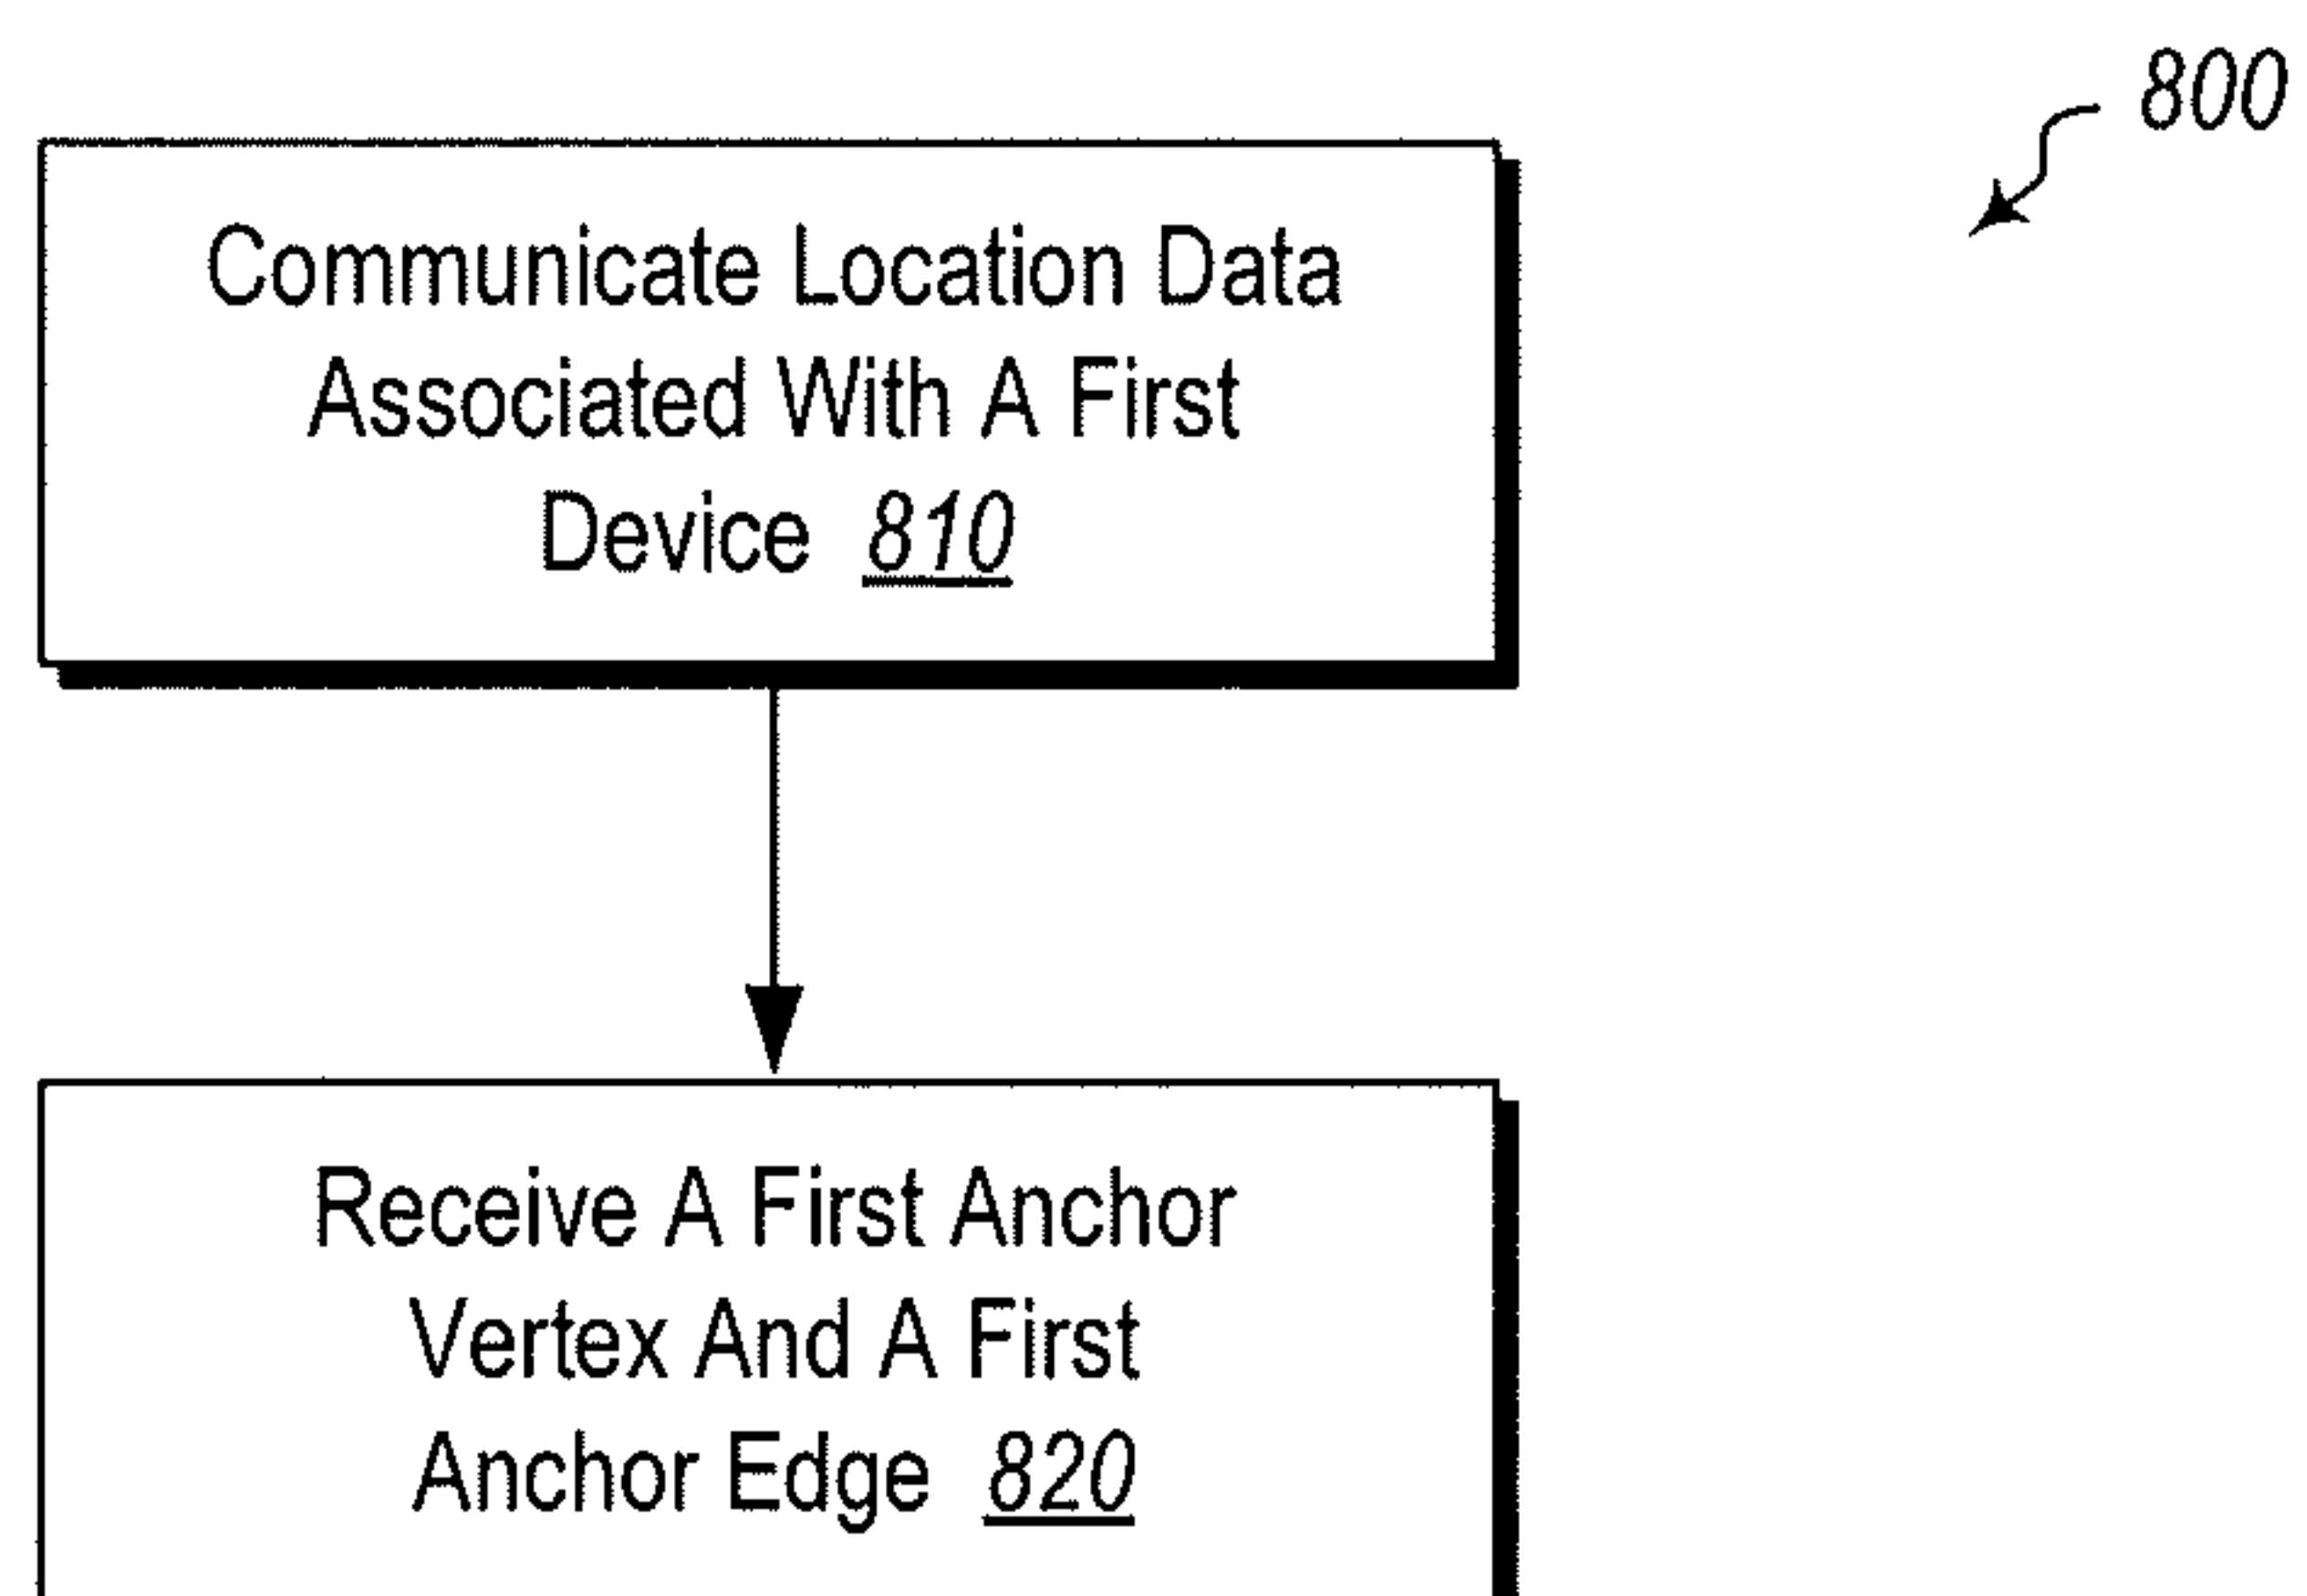 800
Communicate Location Data
Associated With A First
Device 810
Receive A First Anchor
Vertex And A First
Anchor Edge 820